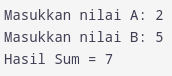 Masukkan nilai A: 2
Masukkan nilai B: 5
Hasil Sum = 7